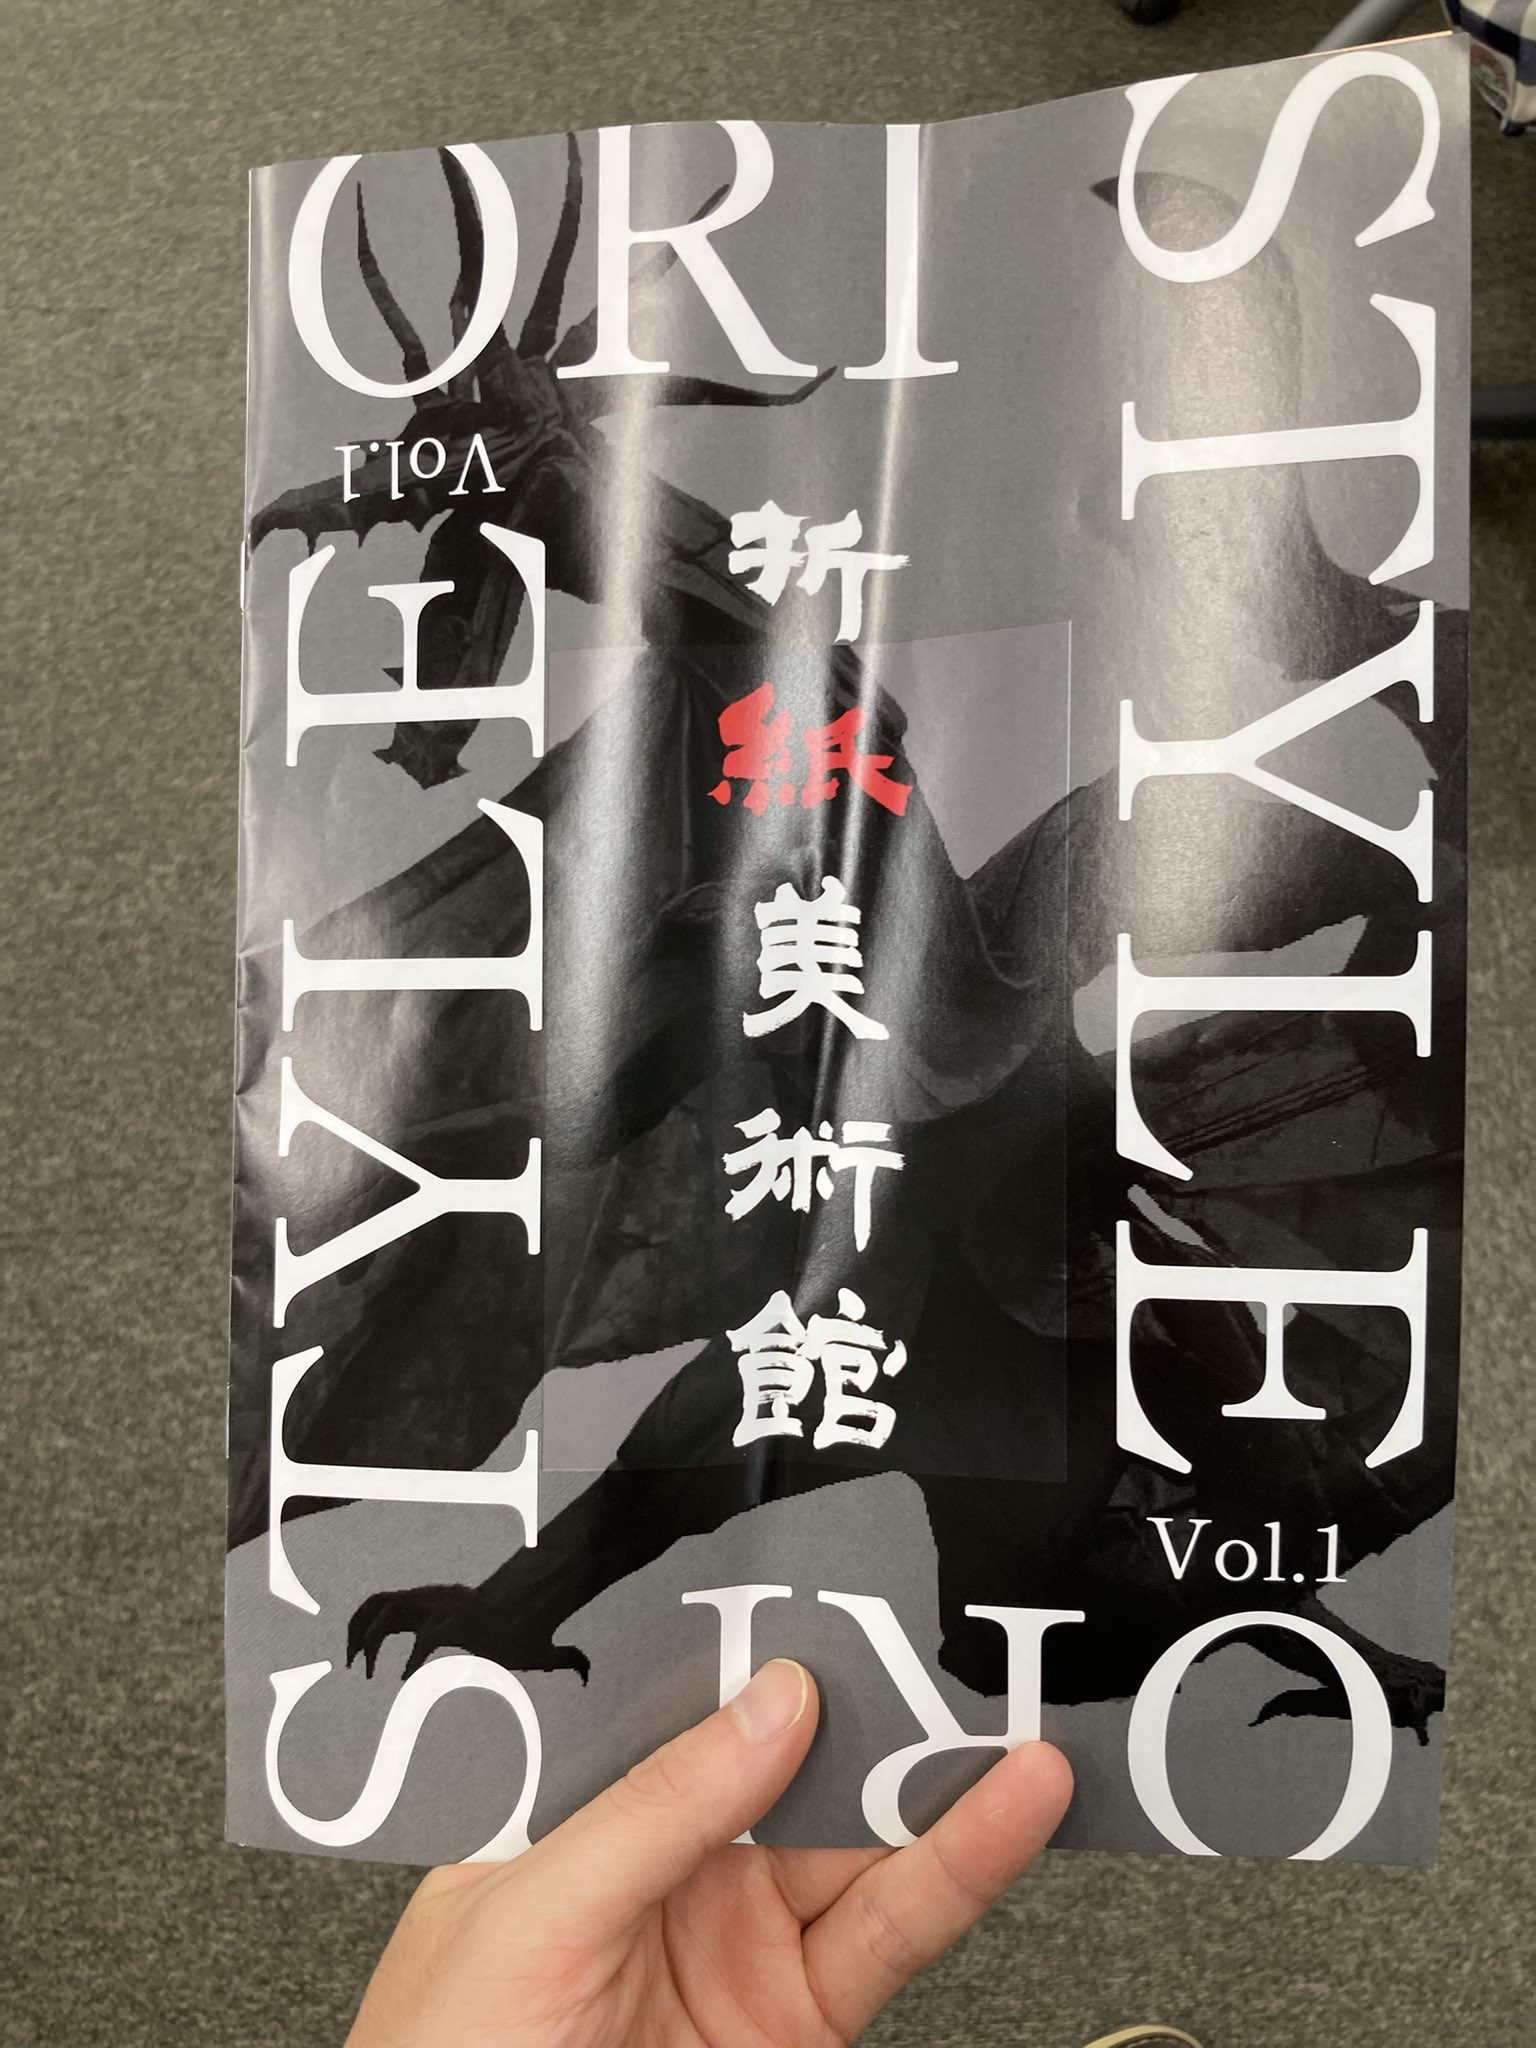 ORI
STYLE
Vol.1
折紙美術館
ORI
STYLE
Vol.1